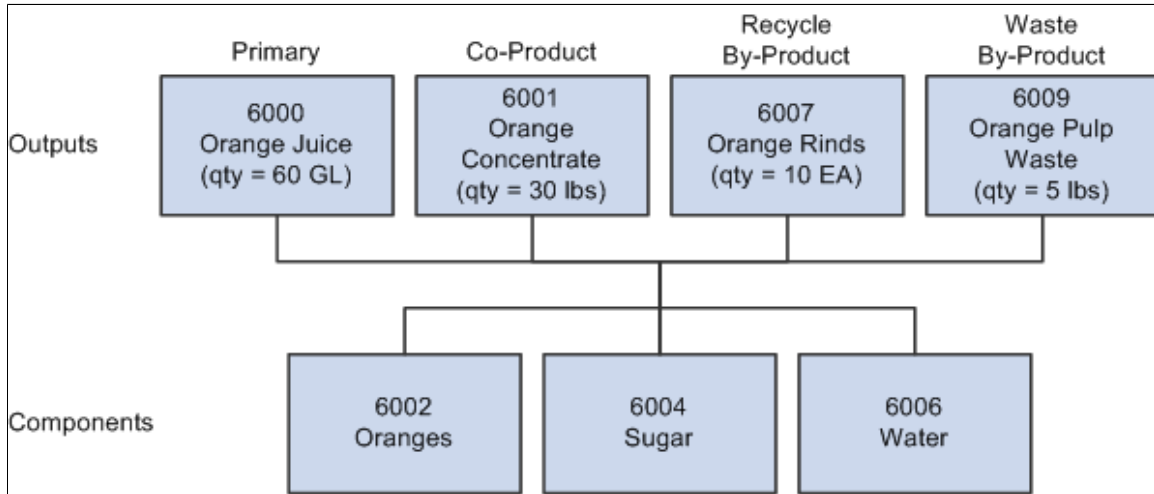 Primary
Co-Product
Recycle
By-Product
Waste
By-Product
Outputs
6000
Orange Juice
(qty = 60 GL)
6001
Orange
Concentrate
(qty = 30 lbs)
6007
Orange Rinds
(qty = 10 EA)
6009
Orange Pulp
Waste
(qty = 5 lbs)
Components
6002
Oranges
6004
Sugar
6006
Water